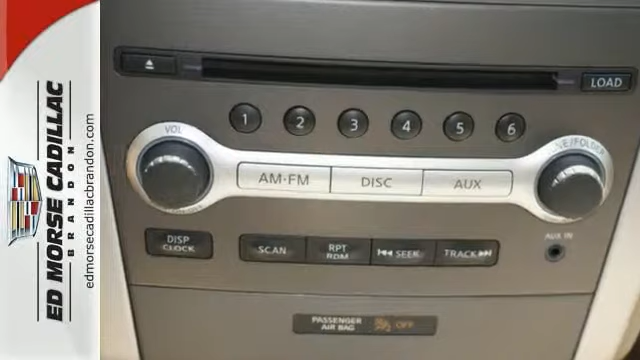 ED MORSE CADILLAC
BRANDON
edmorsecadillacbrandon.com
LOAD
1 2 3 4 5 6
VOL
AM-FM DISC AUX
DISP
CLOCK
SCAN
RPT
RDM
SEEK
TRACK
AUX IN
PASSENGER
AIR BAG
OFF